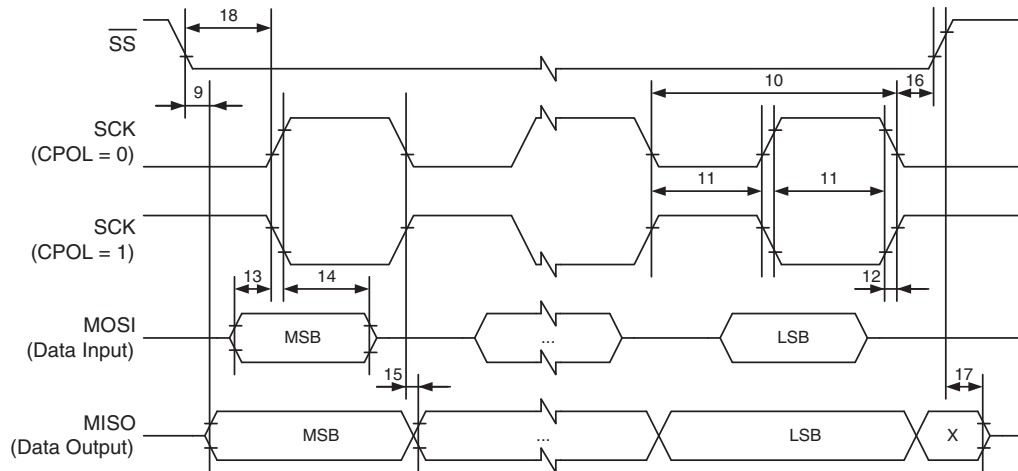 18
SS
10
16
9
SCK
(CPOL = 0)
11
11
SCK
(CPOL = 1)
13
14
12
MOSI
(Data Input)
MSB
...
LSB
15
17
MISO
(Data Output)
MSB
...
LSB
X